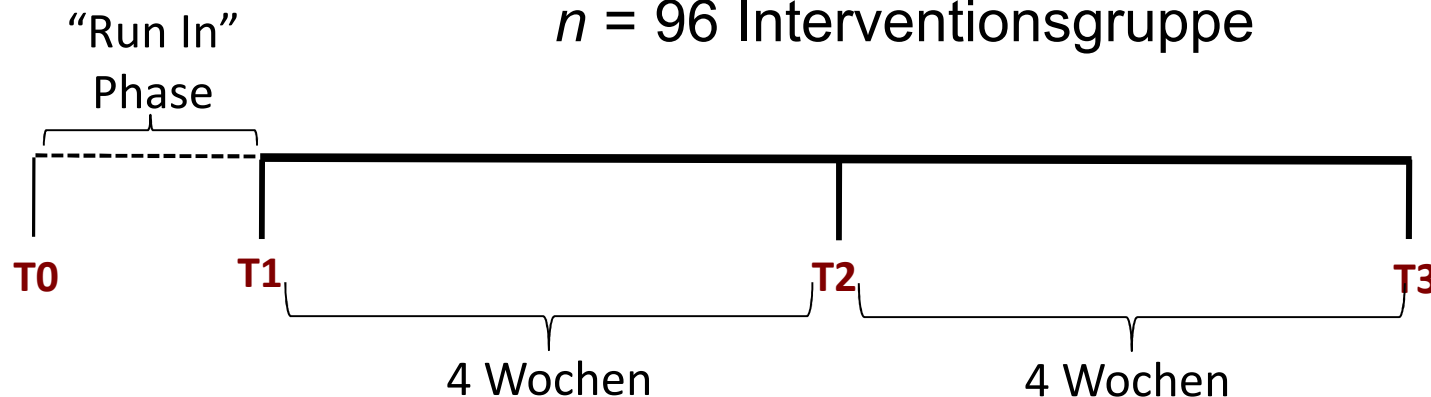 “Run In”
Phase
n = 96 Interventionsgruppe
T0
T1
T2
T3
4 Wochen
4 Wochen